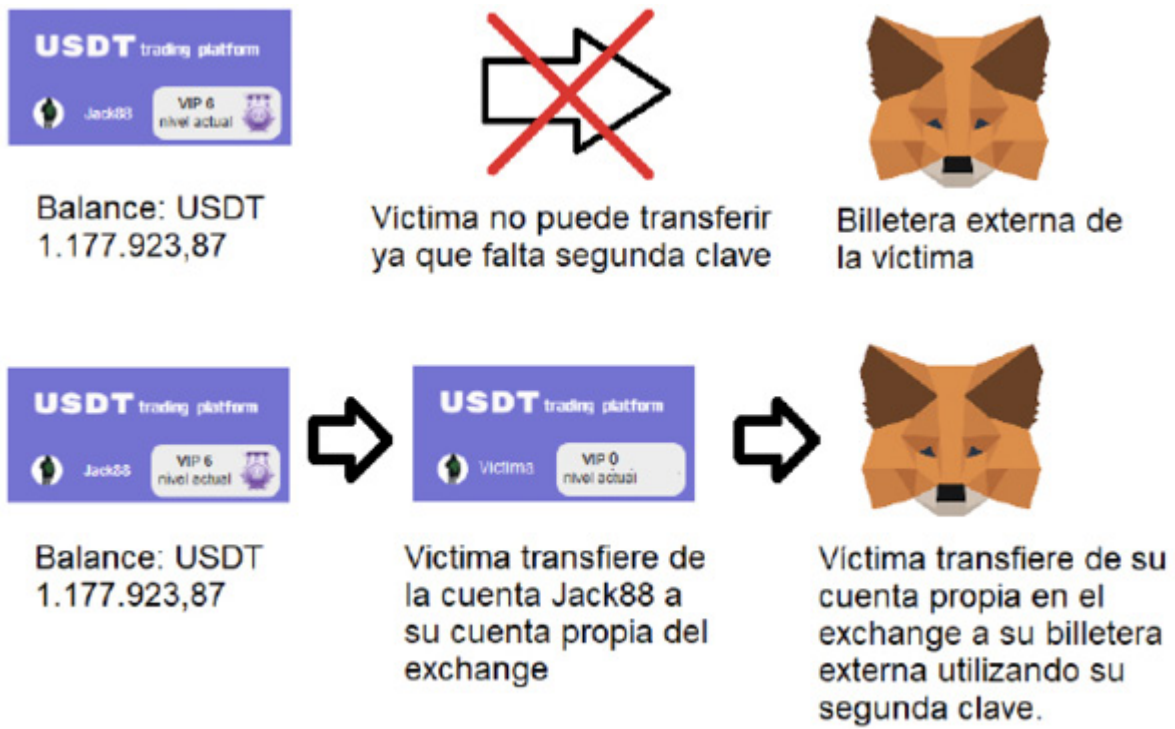 USDT trading platform
Jack88
VIP 6
nivel actual
Balance: USDT
1.177.923,87
Víctima no puede transferir
ya que falta segunda clave
Billetera externa de
la víctima
USDT trading platform
Jack88
VIP 6
nivel actual
Balance: USDT
1.177.923,87
USDT trading platform
Victima
VIP 0
nivel actual
Victima transfiere de
la cuenta Jack88 a
su cuenta propia del
exchange
Víctima transfiere de su
cuenta propia en el
exchange a su billetera
externa utilizando su
segunda clave.